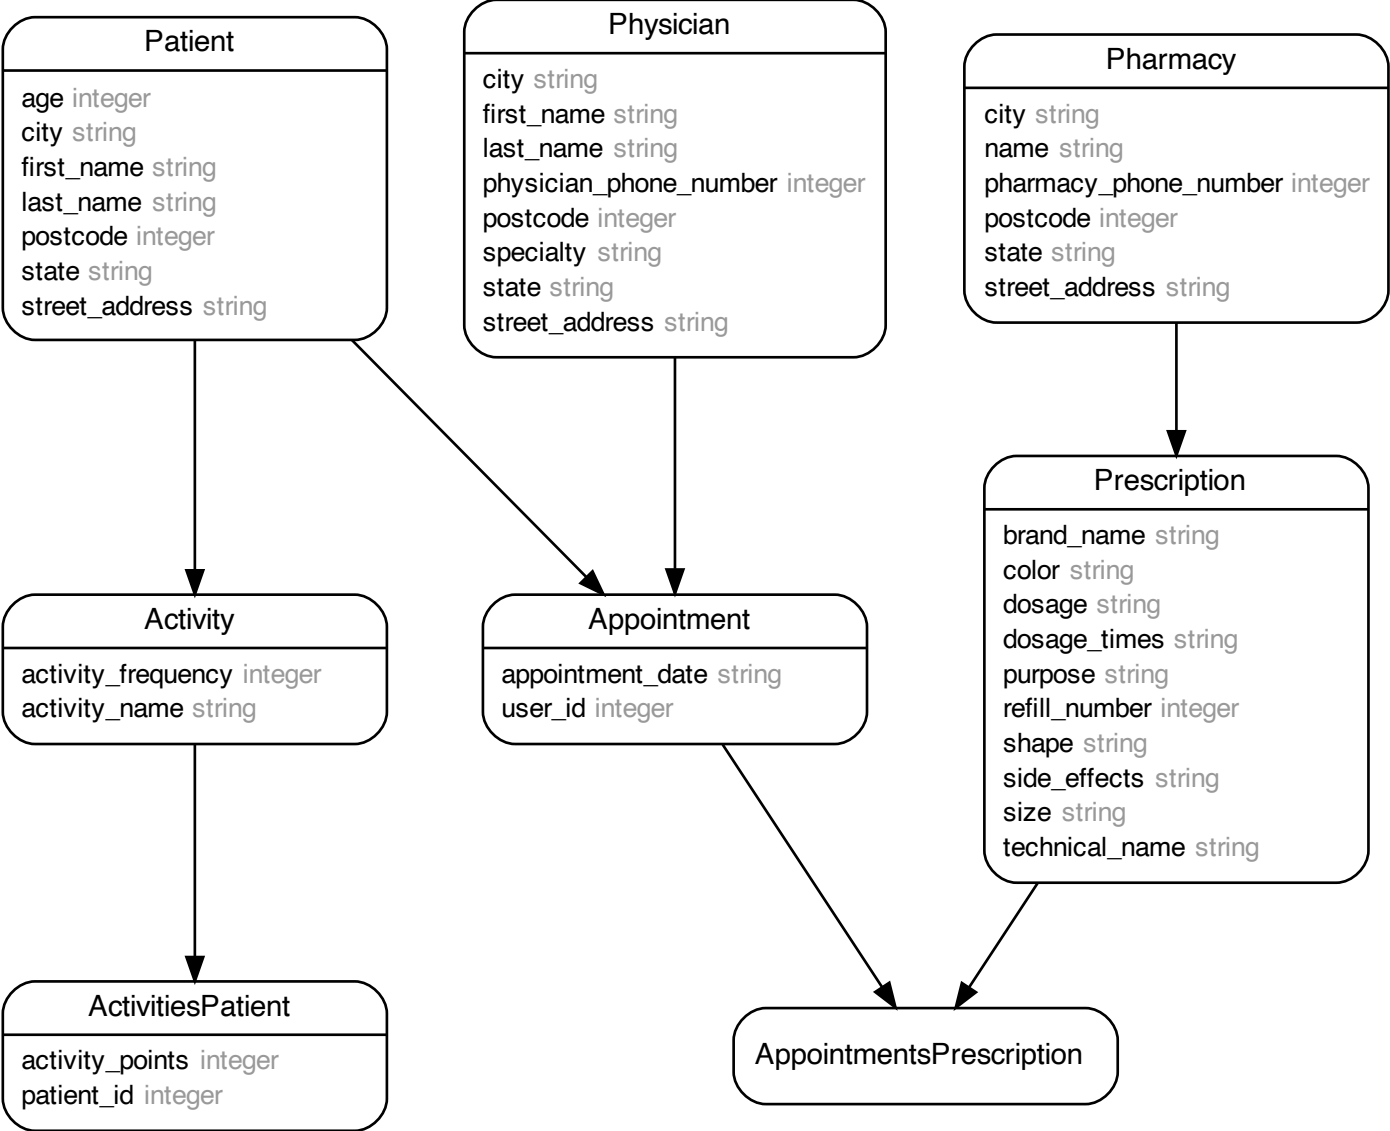 Patient
age integer
city string
first_name string
last_name string
postcode integer
state string
street_address string
Physician
city string
first_name string
last_name string
physician_phone_number integer
postcode integer
specialty string
state string
street_address string
Pharmacy
city string
name string
pharmacy_phone_number integer
postcode integer
state string
street_address string
Activity
activity_frequency integer
activity_name string
Appointment
appointment_date string
user_id integer
Prescription
brand_name string
color string
dosage string
dosage_times string
purpose string
refill_number integer
shape string
side_effects string
size string
technical_name string
ActivitiesPatient
activity_points integer
patient_id integer
AppointmentsPrescription